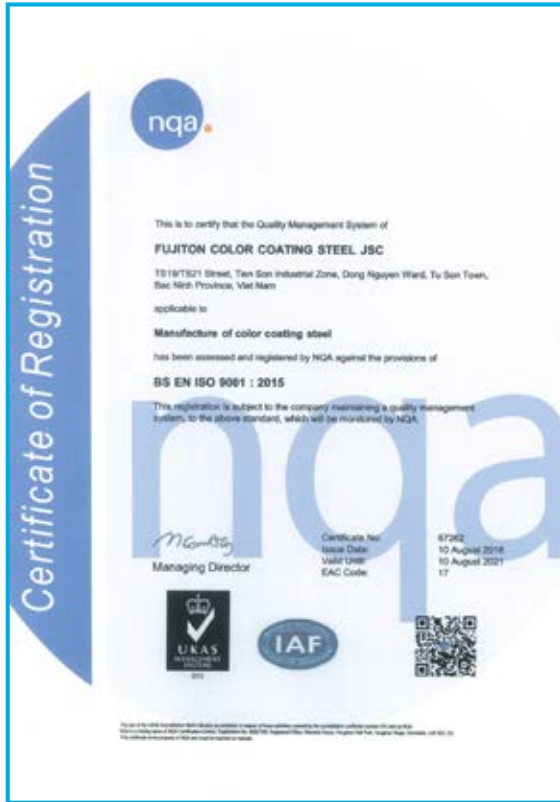 nqa.
Certificate of Registration
This is to certify that the Quality Management System of
FUJITON COLOR COATING STEEL JSC
TS19/TS21 Street, Tien Son Industrial Zone, Dong Nguyen Ward, Tu Son Town,
Bac Ninh Province, Viet Nam
applicable to
Manufacture of color coating steel
has been assessed and registered by NQA against the provisions of
BS EN ISO 9001 : 2015
This registration is subject to the company maintaining a quality management
system, to the above standard, which will be monitored by NQA.
nqa
Managing Director
Certificate No: 67262
Issue Date: 10 August 2018
Valid Until: 10 August 2021
EAC Code: 17
UKAS
MANAGEMENT
SYSTEMS
IAF